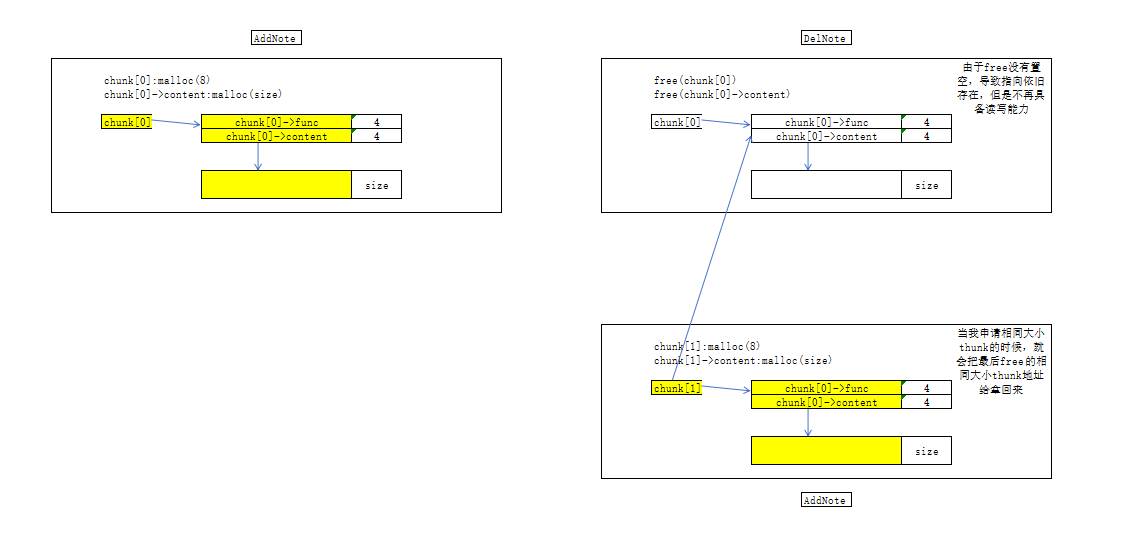 AddNote
chunk[0]:malloc(8)
chunk[0]->content:malloc(size)
chunk[0]
chunk[0]->func 4
chunk[0]->content 4
size
DelNote
free(chunk[0])
free(chunk[0]->content)
由于free没有置
空，导致指向依旧
存在，但是不再具
备读写能力
chunk[0]
chunk[0]->func 4
chunk[0]->content 4
size
chunk[1]:malloc(8)
chunk[1]->content:malloc(size)
当我申请相同大小
thunk的时候，就
会把最后free的相
同大小thunk地址
给拿回来
chunk[1]
chunk[0]->func 4
chunk[0]->content 4
size
AddNote